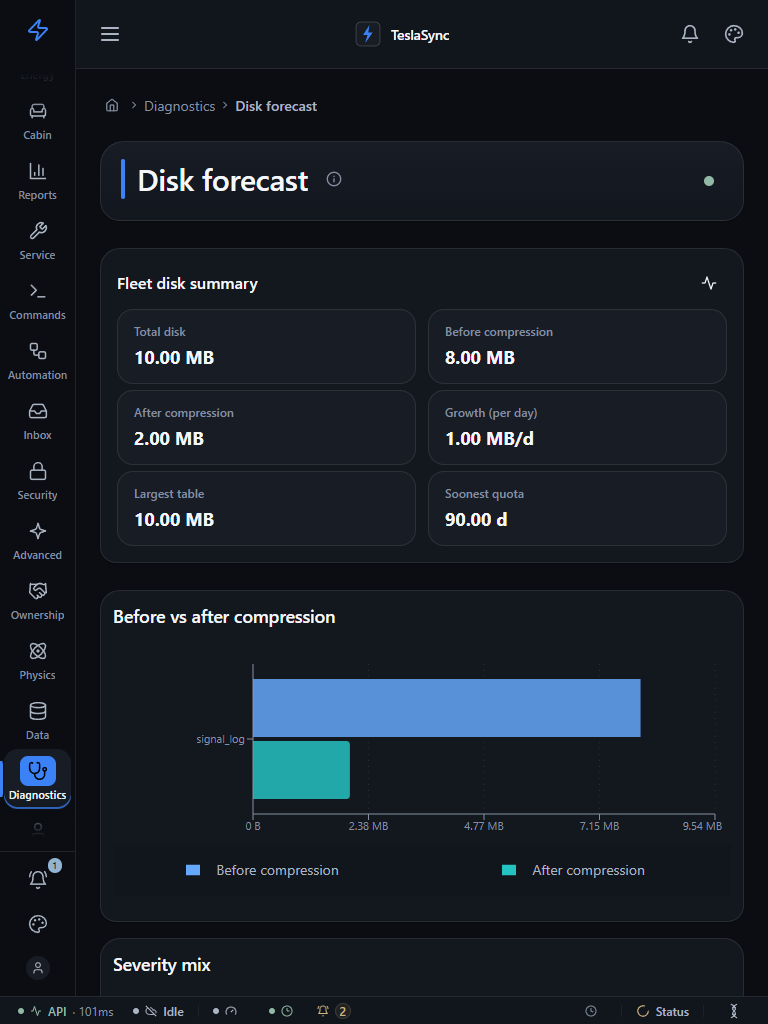 TeslaSync
Energy
Cabin
Reports
Service
Commands
Automation
Inbox
Security
Advanced
Ownership
Physics
Data
Diagnostics
1
Diagnostics
Disk forecast
Disk forecast
Fleet disk summary
Total disk
10.00 MB
Before compression
8.00 MB
After compression
2.00 MB
Growth (per day)
1.00 MB/d
Largest table
10.00 MB
Soonest quota
90.00 d
Before vs after compression
signal_log
0 B
2.38 MB
4.77 MB
7.15 MB
9.54 MB
Before compression
After compression
Severity mix
API · 101ms
Idle
2
Status